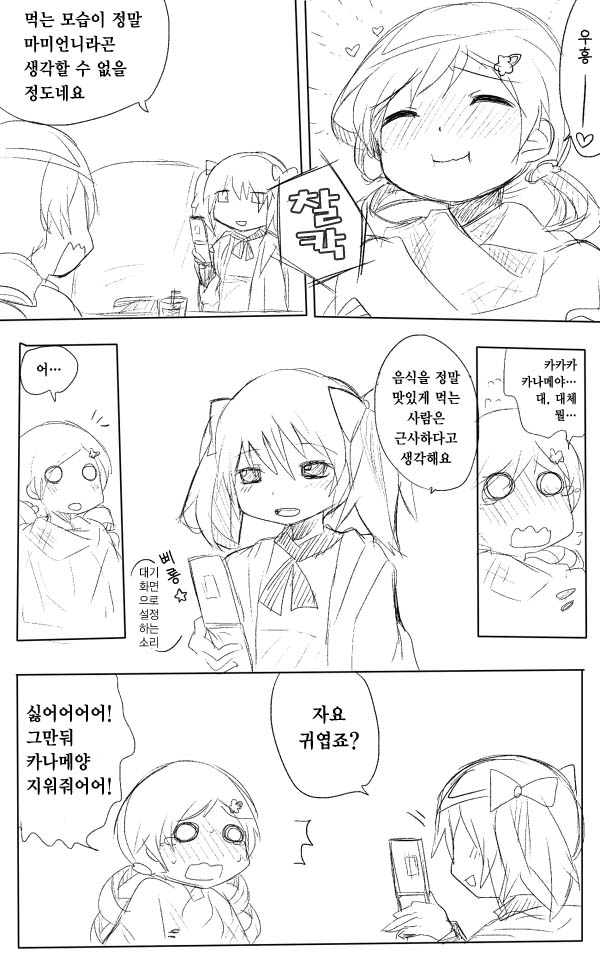 우흥
찰칵
먹는 모습이 정말
마미언니라곤
생각할 수 없을
정도네요
카카카
카나메야…
대, 대체
뭘…
음식을 정말
맛있게 먹는
사람은
근사하다고
생각해요
삐롱
대기
화면
으로
설정
하는
소리
어…
자요
귀엽죠?
싫어어어어!
그만둬
카나메양
지워줘어어!